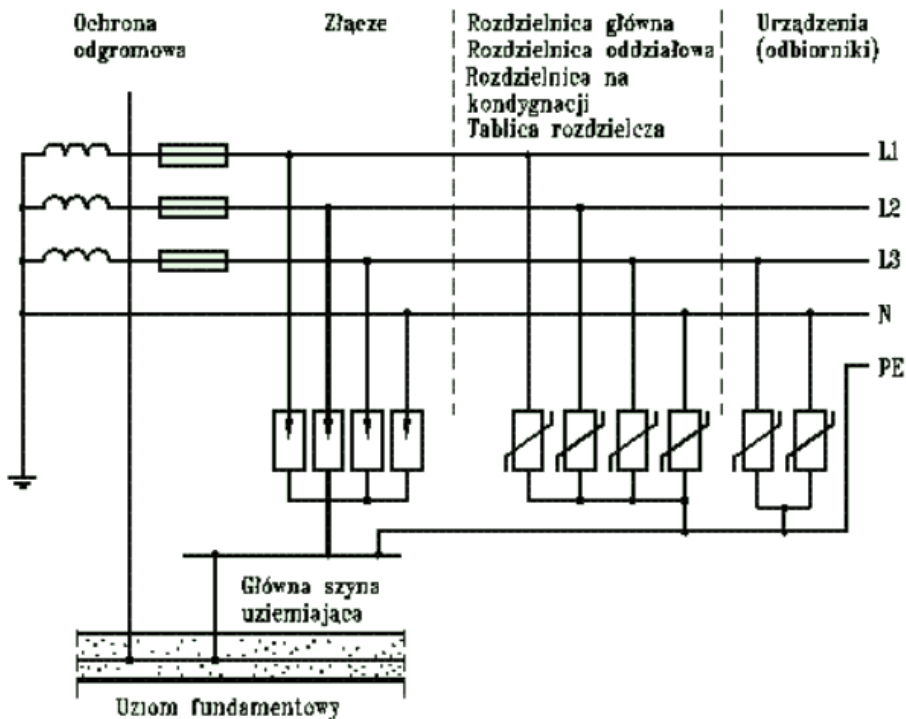 Ochrona
odgromowa
Złącze
Rozdzielnica główna
Rozdzielnica oddziałowa
Rozdzielnica na
kondygnacji
Tablica rozdzielcza
Urządzenia
(odbiorniki)
L1
L2
L3
N
PE
Główna szyna
uziemiająca
Uziom fundamentowy